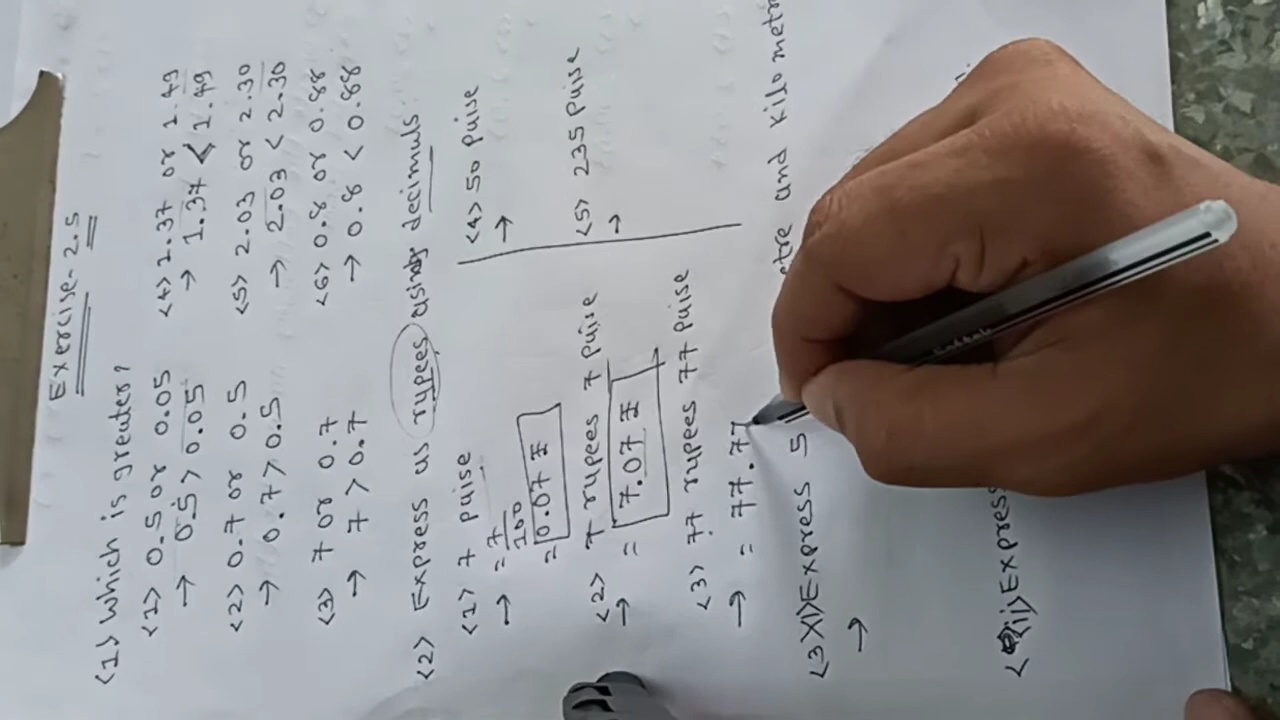 Exercise-2.5
<1> Which is greater?
<1> 0.5 or 0.05
→ 0.5 > 0.05
<2> 0.7 or 0.5
→ 0.7 > 0.5
<3> 7 or 0.7
→ 7 > 0.7
<4> 1.37 or 1.49
→ 1.37 < 1.49
<5> 2.03 or 2.30
→ 2.03 < 2.30
<6> 0.8 or 0.88
→ 0.8 < 0.88
<2> Express as rupees using decimals:
<1> 7 paise
→ = 7/100
= 0.07 ₹
<2> 7 rupees 7 paise
→ = 7.07 ₹
<3> 77 rupees 77 paise
→ = 77.77
<4> 50 paise
→
<5> 235 paise
→
<3>(i) Express 5 and kilo
→
<(ii) Express